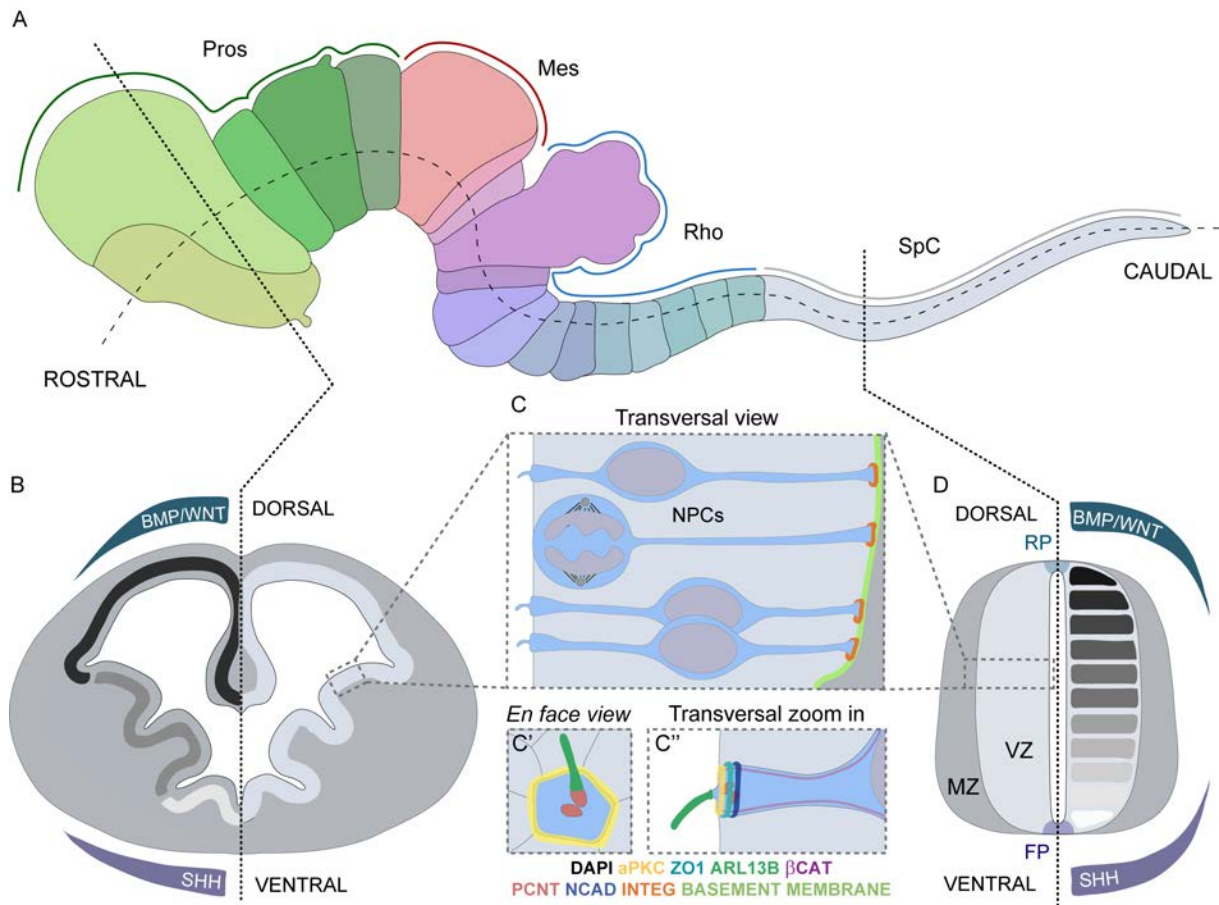 A
Pros
Mes
Rho
SpC
CAUDAL
ROSTRAL
C
Transversal view
B
BMP/WNT
DORSAL
NPCs
D
DORSAL
BMP/WNT
RP
En face view
Transversal zoom in
C'
C''
VZ
MZ
DAPI aPKC ZO1 ARL13B βCAT
PCNT NCAD INTEG BASEMENT MEMBRANE
SHH
VENTRAL
FP
VENTRAL
SHH